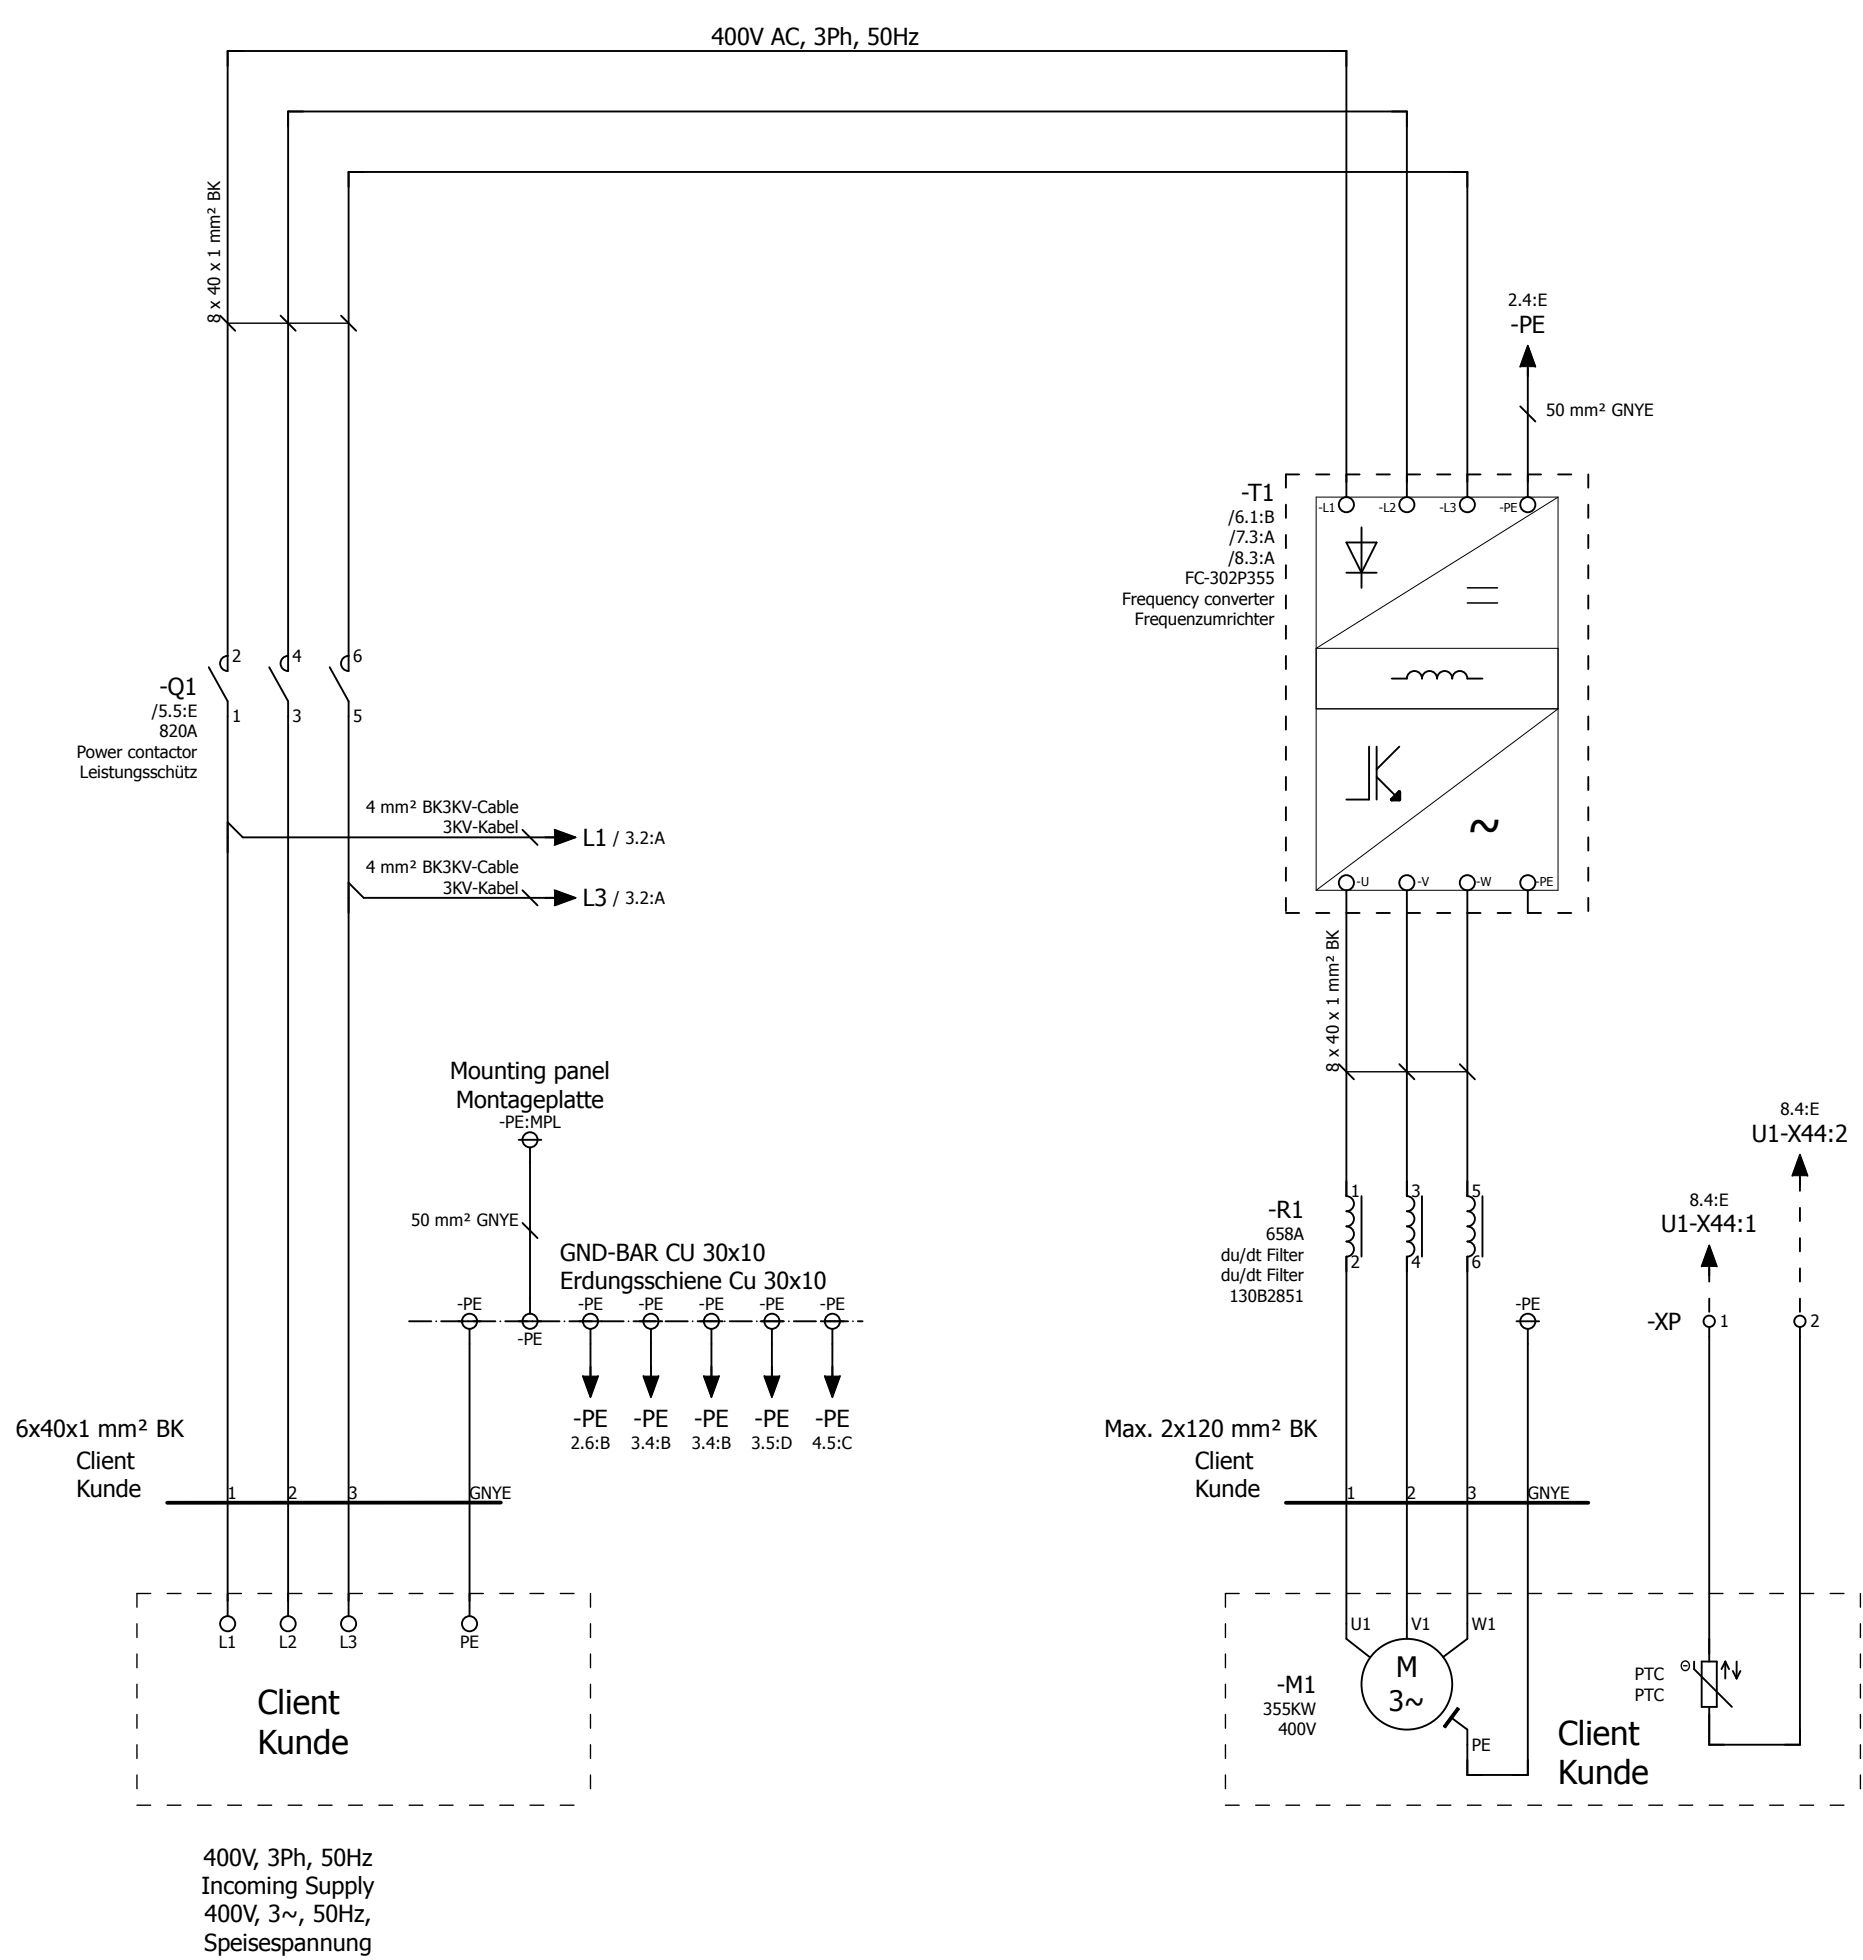 400V AC, 3Ph, 50Hz
8 x 40 x 1 mm² BK
2.4:E
-PE
50 mm² GNYE
-T1
/6.1:B
/7.3:A
/8.3:A
FC-302P355
Frequency converter
Frequenzumrichter
-L1
-L2
-L3
-PE
~
-U
-V
-W
-PE
2
4
6
-Q1
/5.5:E
820A
Power contactor
Leistungsschütz
1
3
5
4 mm² BK3KV-Cable
3KV-Kabel
L1 / 3.2:A
4 mm² BK3KV-Cable
3KV-Kabel
L3 / 3.2:A
8 x 40 x 1 mm² BK
Mounting panel
Montageplatte
-PE:MPL
50 mm² GNYE
GND-BAR CU 30x10
Erdungsschiene Cu 30x10
-PE
-PE
-PE
-PE
-PE
-PE
-PE
-PE
2.6:B
-PE
3.4:B
-PE
3.4:B
-PE
3.5:D
-PE
4.5:C
-R1
658A
du/dt Filter
du/dt Filter
130B2851
1
3
5
2
4
6
-PE
8.4:E
U1-X44:1
8.4:E
U1-X44:2
-XP
1
2
6x40x1 mm² BK
Client
Kunde
1
2
3
GNYE
Max. 2x120 mm² BK
Client
Kunde
1
2
3
GNYE
L1
L2
L3
PE
Client
Kunde
U1
V1
W1
M
3~
-M1
355KW
400V
PE
PTC
PTC
Θ
Client
Kunde
400V, 3Ph, 50Hz
Incoming Supply
400V, 3~, 50Hz,
Speisespannung